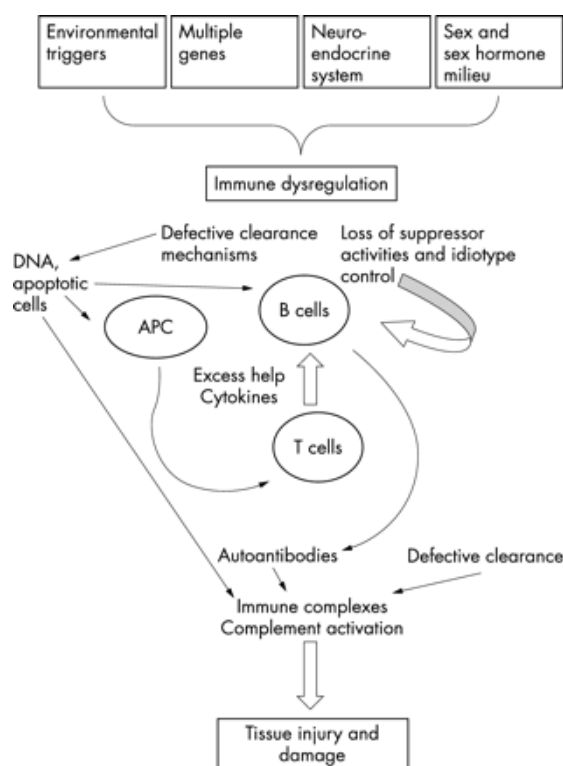 Environmental
triggers
Multiple
genes
Neuro-
endocrine
system
Sex and
sex hormone
milieu
Immune dysregulation
Defective clearance
mechanisms
Loss of suppressor
activities and idiotype
control
DNA,
apoptotic
cells
APC
B cells
Excess help
Cytokines
T cells
Autoantibodies
Defective clearance
Immune complexes
Complement activation
Tissue injury and
damage